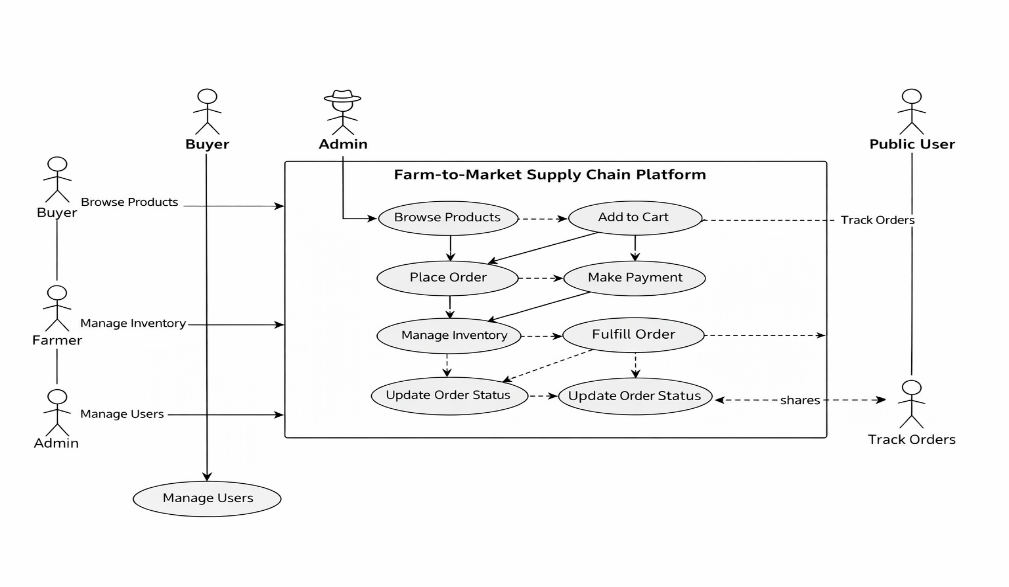 Buyer
Admin
Public User
Farm-to-Market Supply Chain Platform
Buyer
Browse Products
Browse Products
Add to Cart
Track Orders
Place Order
Make Payment
Farmer
Manage Inventory
Manage Inventory
Fulfill Order
Update Order Status
Update Order Status
shares
Admin
Manage Users
Track Orders
Manage Users